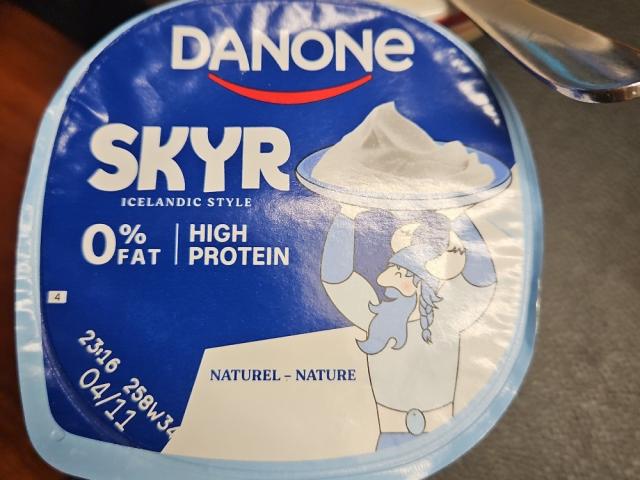 DANONE
SKYR
ICELANDIC STYLE
0% FAT
HIGH PROTEIN
4
23:16 258W34
04/11
NATUREL – NATURE